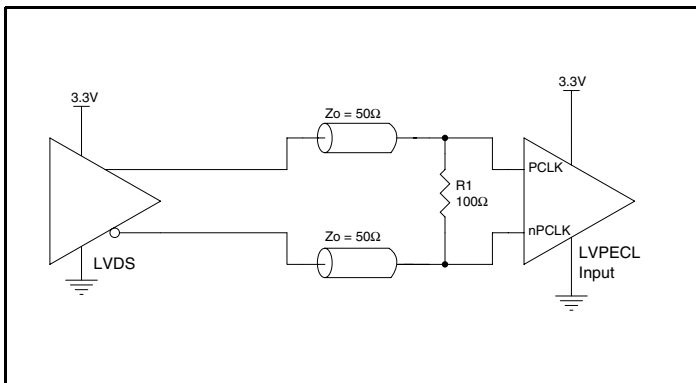 3.3V
3.3V
Zo = 50Ω
PCLK
R1
100Ω
Zo = 50Ω
nPCLK
LVDS
LVPECL
Input